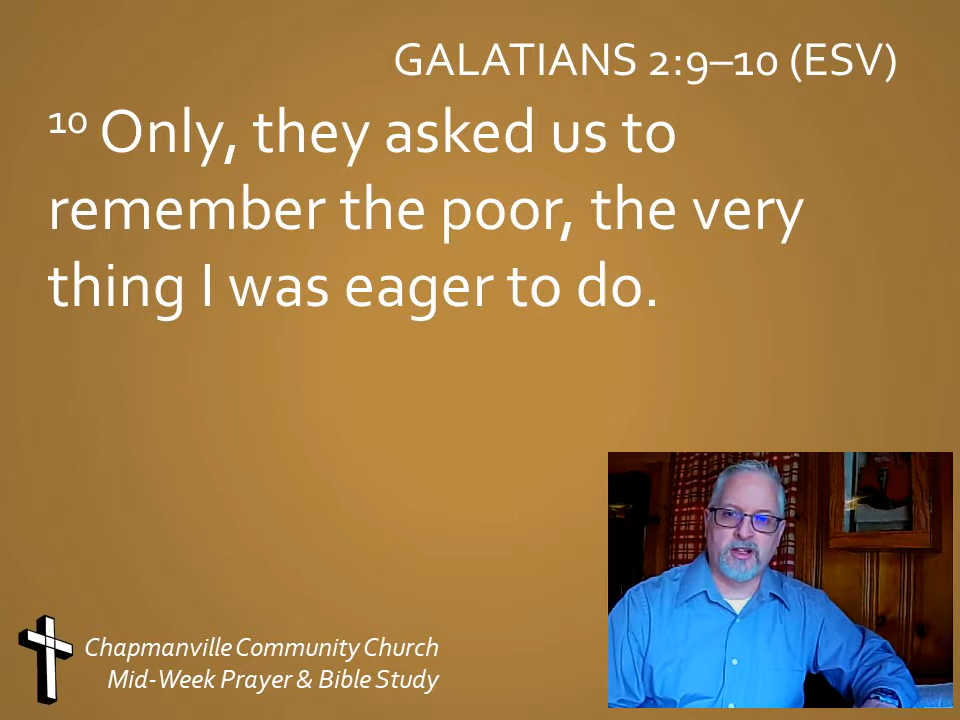 GALATIANS 2:9–10 (ESV)
10 Only, they asked us to
remember the poor, the very
thing I was eager to do.
Chapmanville Community Church
Mid-Week Prayer & Bible Study